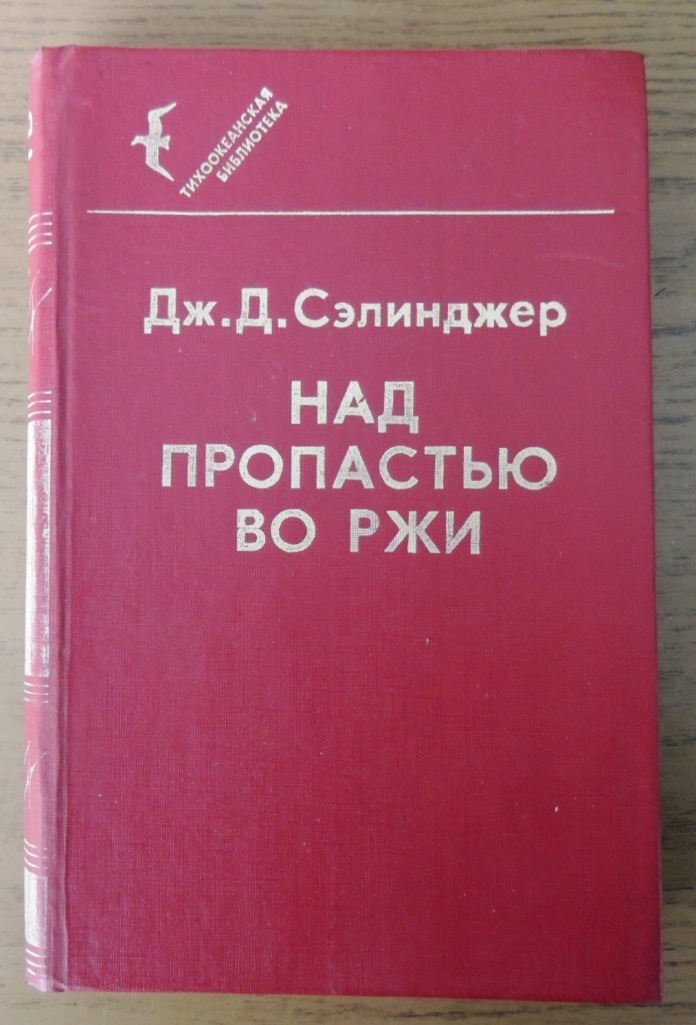 ТИХООКЕАНСКАЯ
БИБЛИОТЕКА
Дж.Д.Сэлинджер
НАД
ПРОПАСТЬЮ
ВО РЖИ